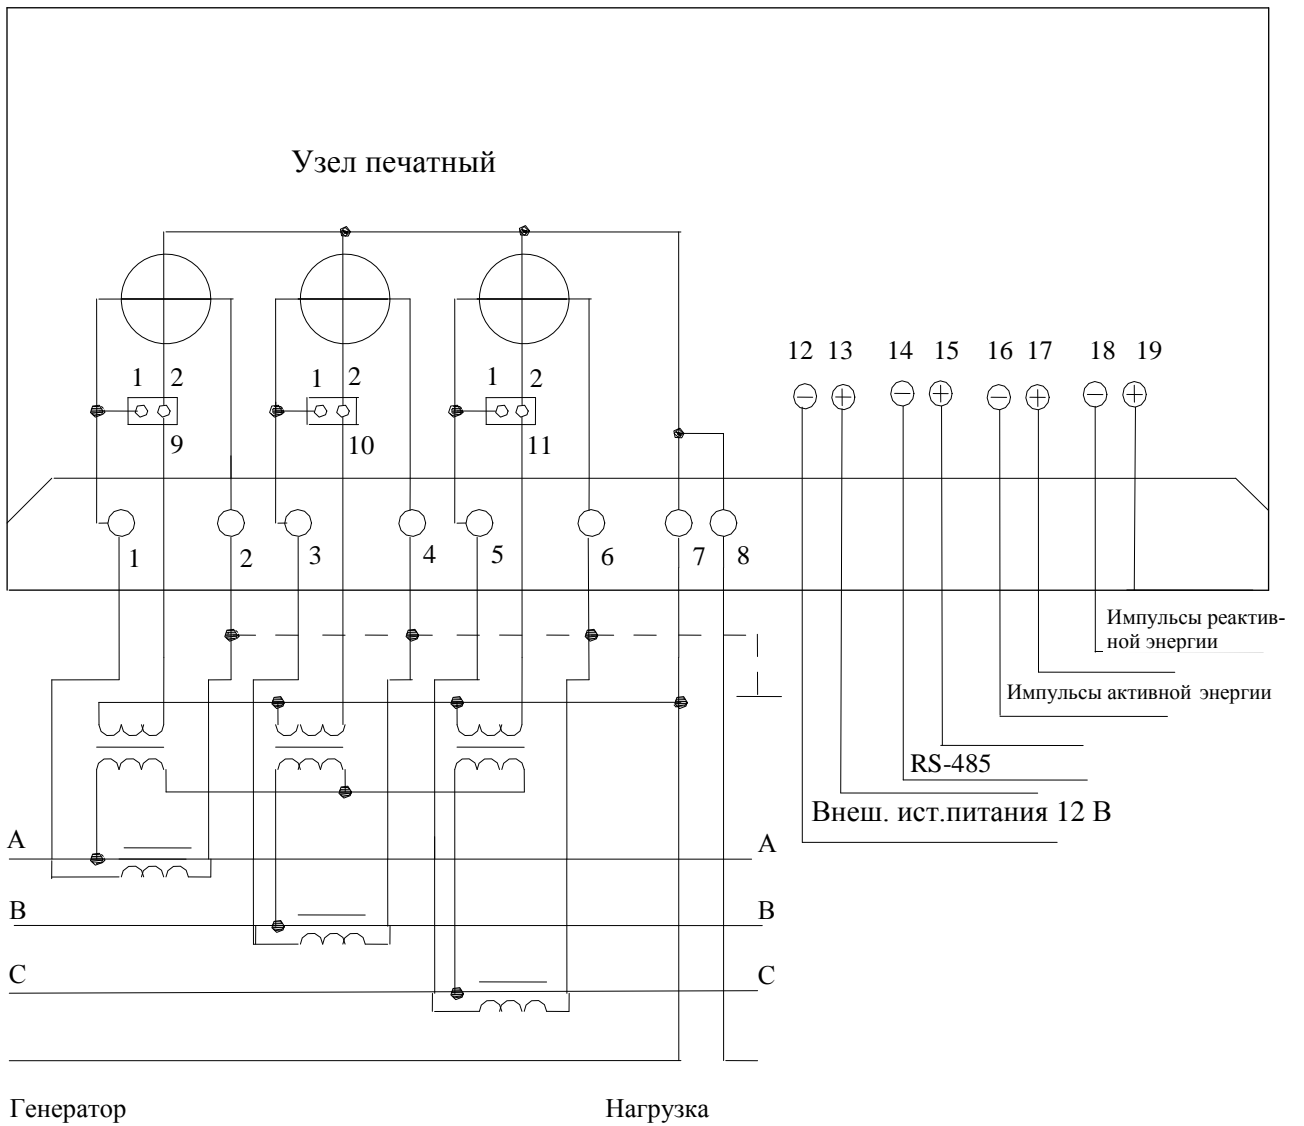 Узел печатный
12 13 14 15 16 17 18 19
1 2 1 2 1 2
9 10 11
1 2 3 4 5 6 7 8
Импульсы реактив-
ной энергии
Импульсы активной энергии
RS-485
Внеш. ист.питания 12 В
А А
В В
С С
Генератор Нагрузка